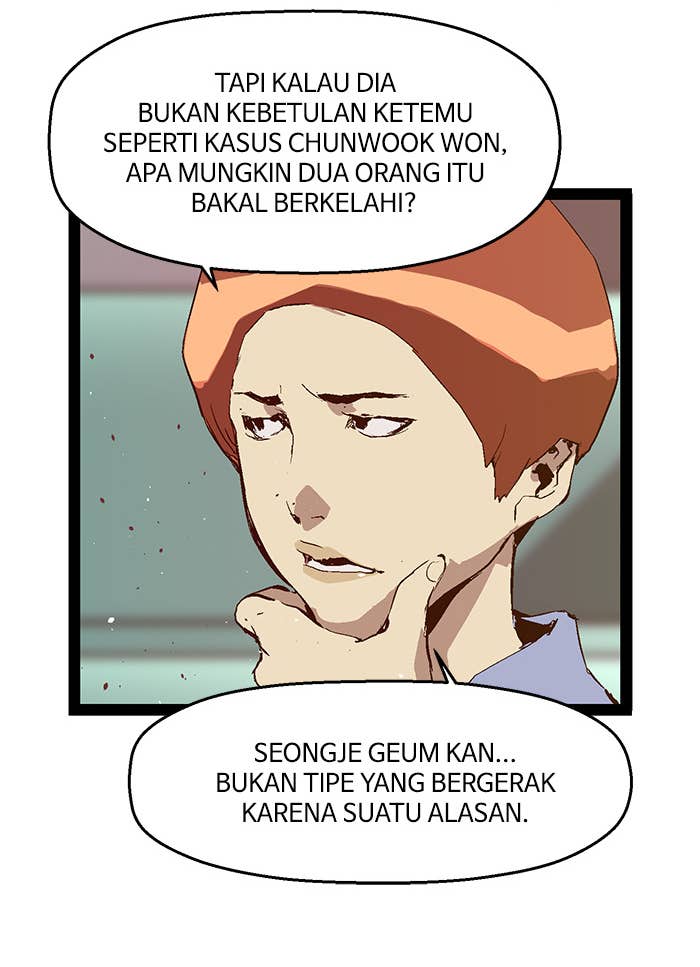 TAPI KALAU DIA
BUKAN KEBETULAN KETEMU
SEPERTI KASUS CHUNWOOK WON,
APA MUNGKIN DUA ORANG ITU
BAKAL BERKELAHI?
SEONGJE GEUM KAN...
BUKAN TIPE YANG BERGERAK
KARENA SUATU ALASAN.